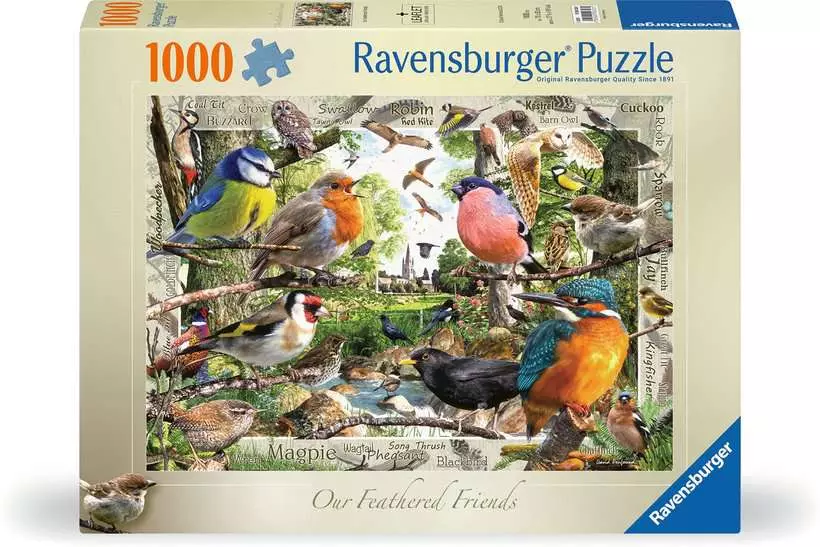 1000
1000
Ravensburger® Puzzle
Original Ravensburger Quality Since 1891
Coal Tit
Crow
Swallow
Robin
Kestrel
Cuckoo
Buzzard
Tawny Owl
Red Kite
Barn Owl
Rook
Sparrow
Woodpecker
Jay
Kingfisher
Magpie
Wagtail
Song Thrush
Pheasant
Blackbird
Chaffinch
Our Feathered Friends
Ravensburger